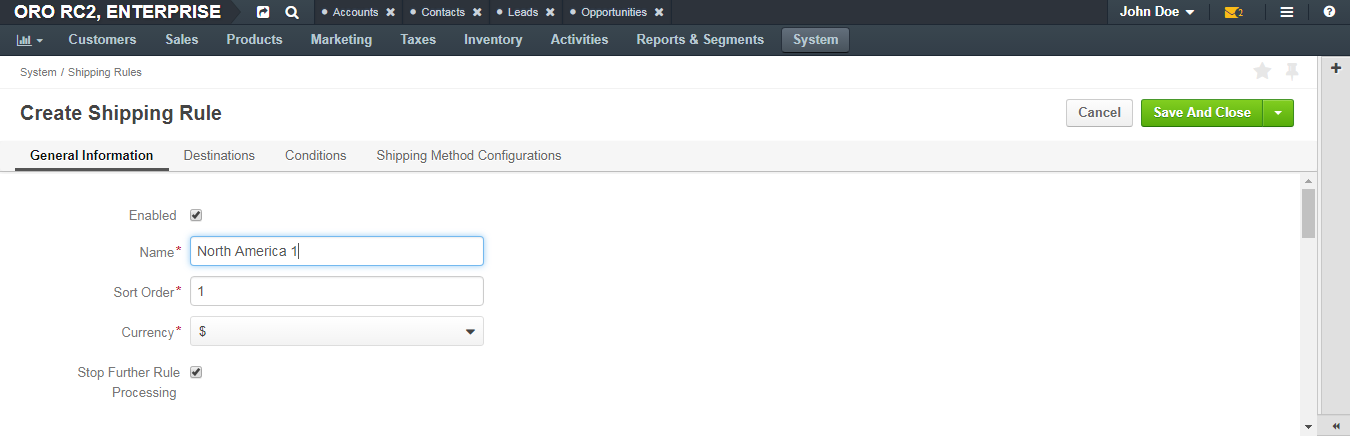 ORO RC2, ENTERPRISE • Accounts ✖ • Contacts ✖ • Leads ✖ • Opportunities ✖ John Doe 2
Customers Sales Products Marketing Taxes Inventory Activities Reports & Segments System
System / Shipping Rules
Create Shipping Rule Cancel Save And Close
General Information Destinations Conditions Shipping Method Configurations
Enabled
Name* North America 1
Sort Order* 1
Currency* $
Stop Further Rule
Processing